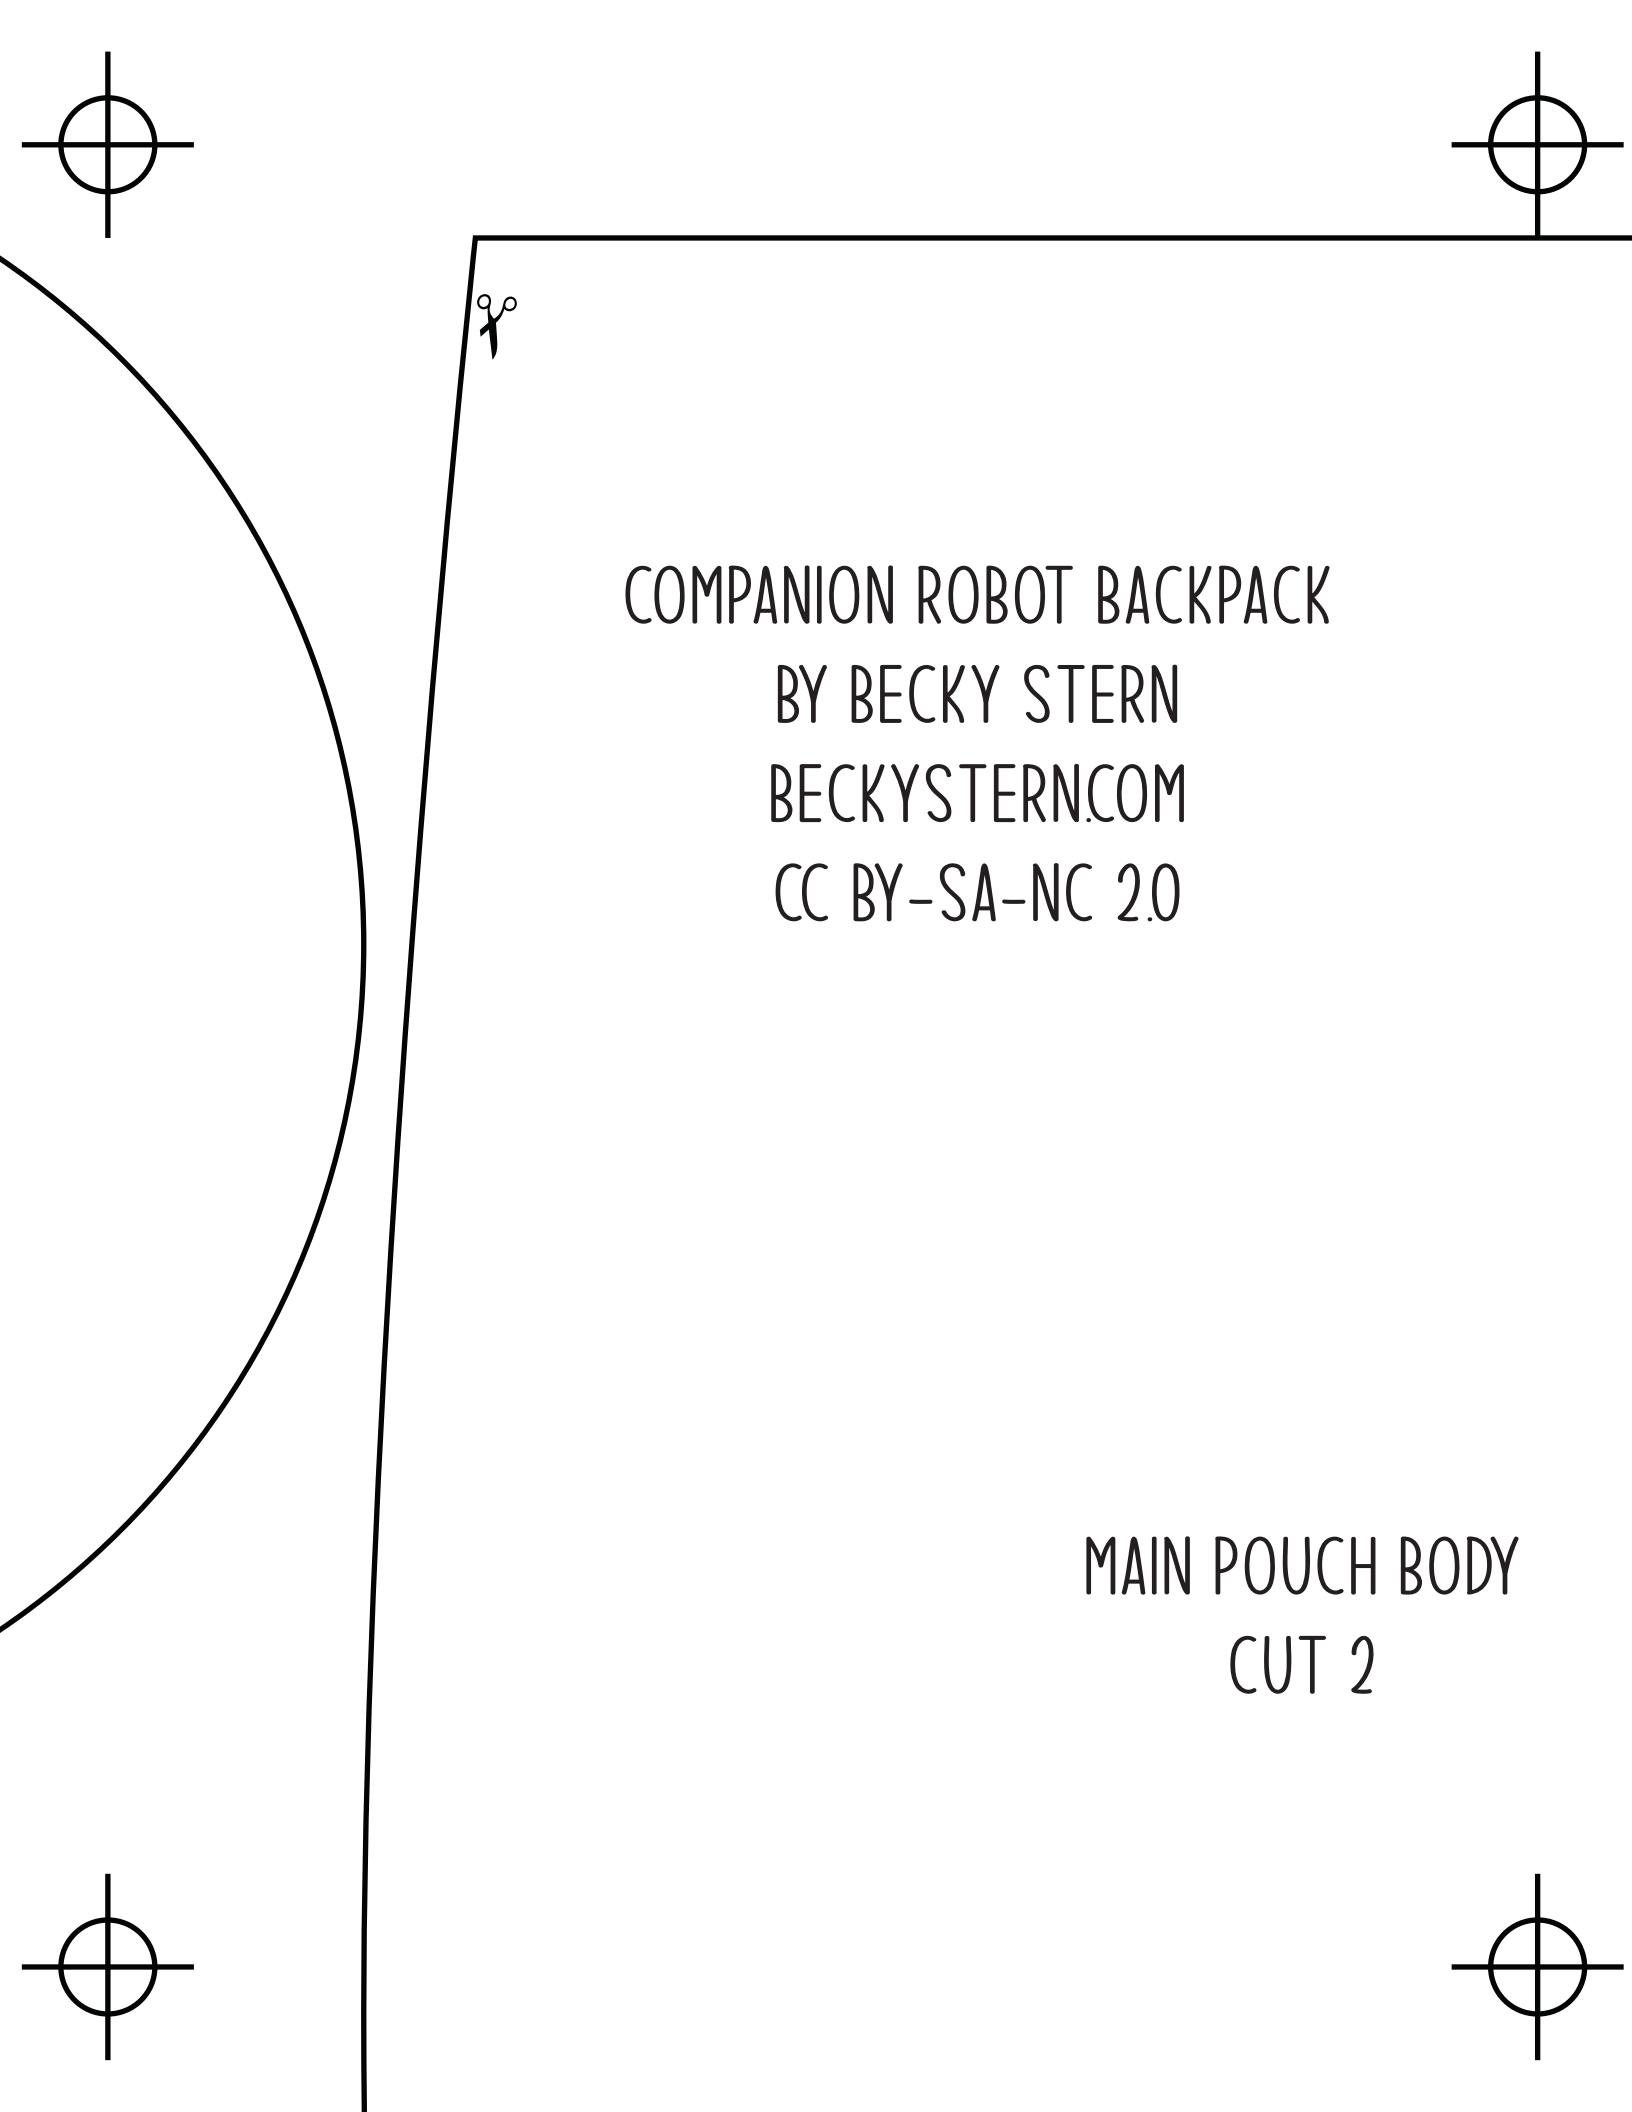 COMPANION ROBOT BACKPACK
BY BECKY STERN
BECKYSTERN.COM
CC BY-SA-NC 2.0
MAIN POUCH BODY
CUT 2